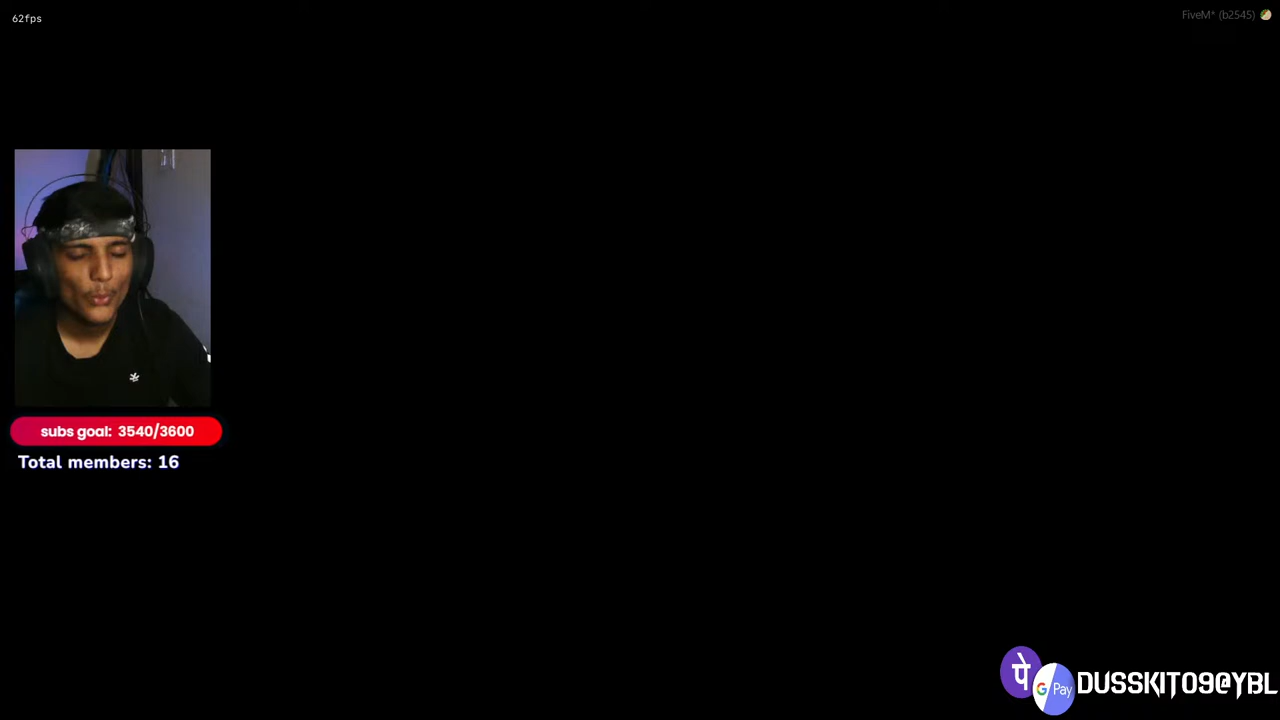 62fps
FiveM* (b2545)
subs goal: 3540/3600
Total members: 16
पे
G Pay
DUSSKIT09@YBL